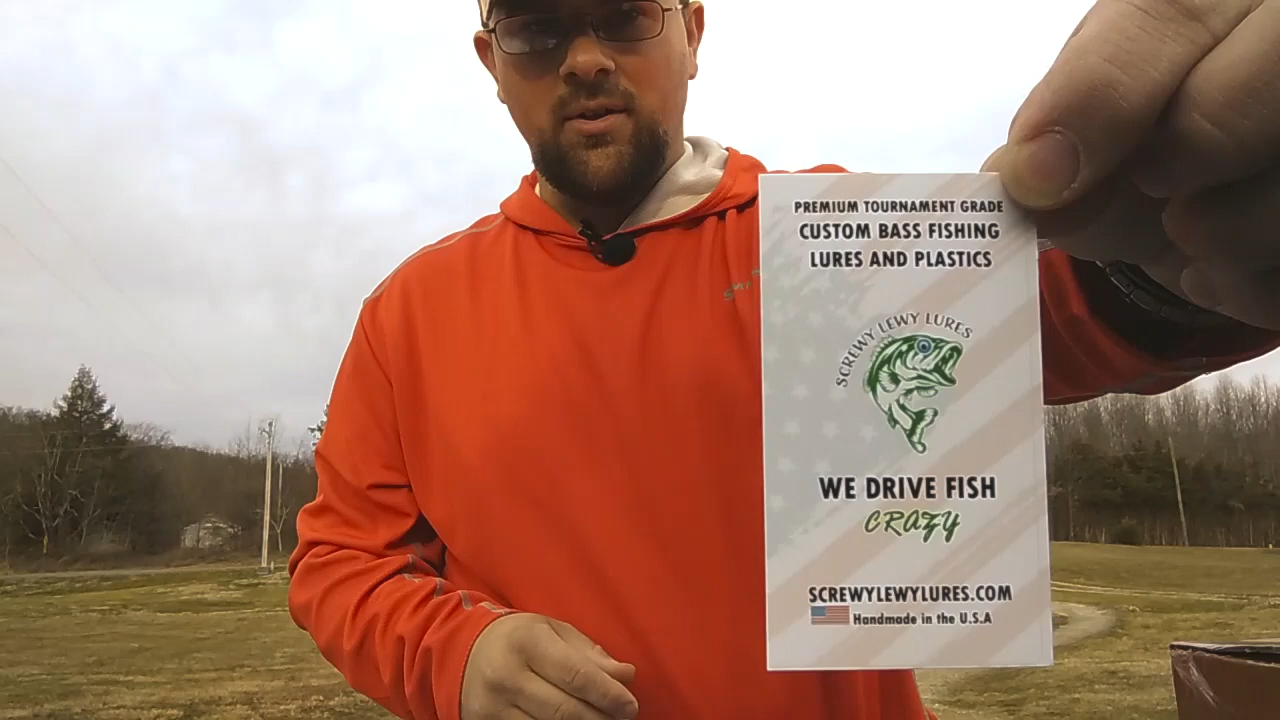 PREMIUM TOURNAMENT GRADE
CUSTOM BASS FISHING
LURES AND PLASTICS
SCREWY LEWY LURES
WE DRIVE FISH
CRAZY
SCREWYLEWYLURES.COM
Handmade in the U.S.A